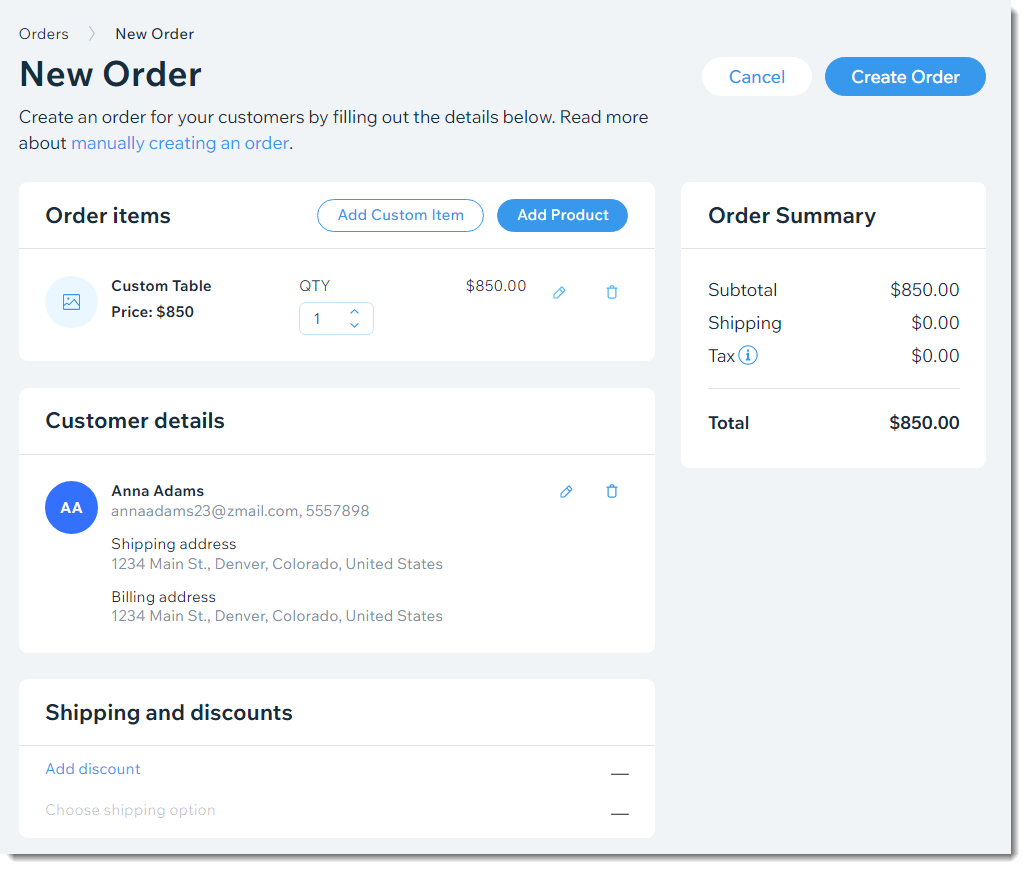 Orders
New Order
New Order
Cancel
Create Order
Create an order for your customers by filling out the details below. Read more
about manually creating an order.
Order items
Add Custom Item
Add Product
Custom Table
Price: $850
QTY
1
$850.00
Customer details
AA
Anna Adams
annaadams23@zmail.com, 5557898
Shipping address
1234 Main St., Denver, Colorado, United States
Billing address
1234 Main St., Denver, Colorado, United States
Shipping and discounts
Add discount
—
Choose shipping option
—
Order Summary
Subtotal $850.00
Shipping $0.00
Tax $0.00
Total $850.00